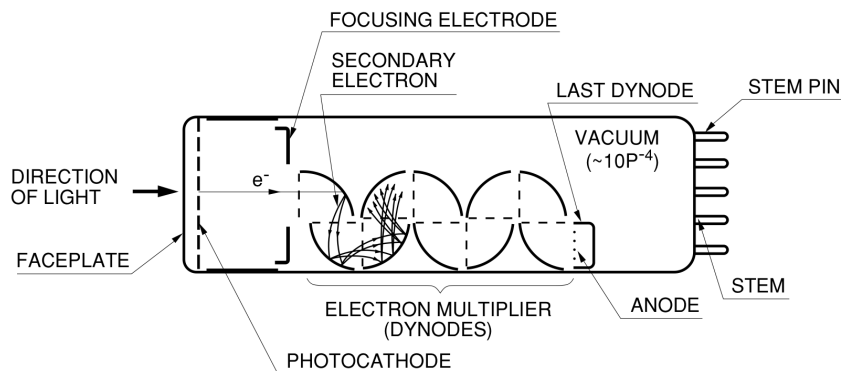 FOCUSING ELECTRODE
SECONDARY
ELECTRON
LAST DYNODE
STEM PIN
VACUUM
(~10P⁻⁴)
DIRECTION
OF LIGHT
e⁻
FACEPLATE
STEM
ELECTRON MULTIPLIER
(DYNODES)
ANODE
PHOTOCATHODE